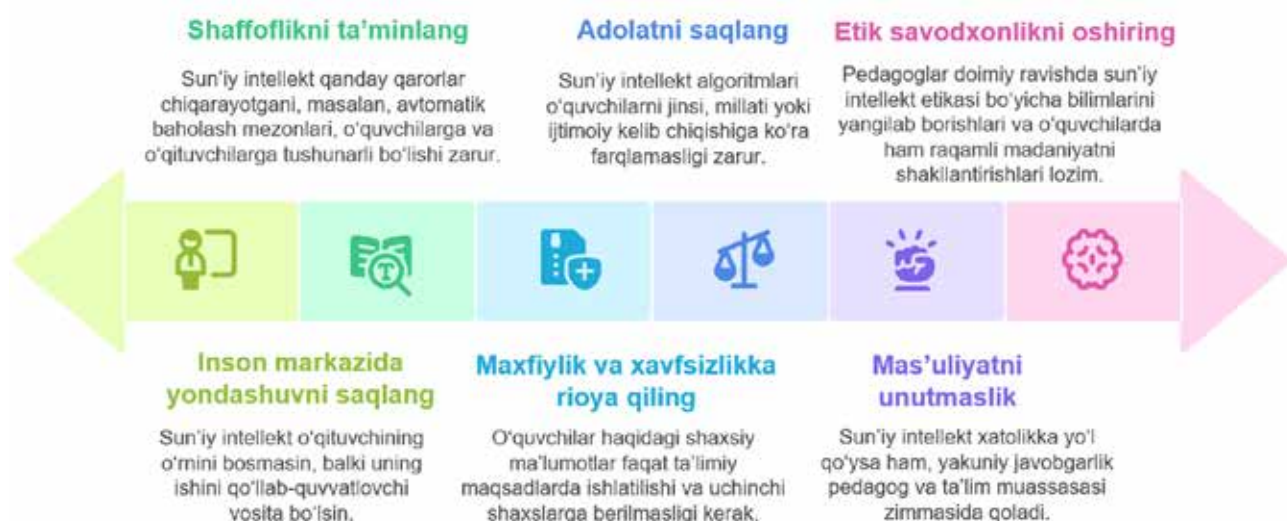 Shaffoflikni ta’minlang
Sun’iy intellekt qanday qarorlar
chiqarayotgani, masalan, avtomatik
baholash mezonlari, o‘quvchilarga va
o‘qituvchilarga tushunarli bo‘lishi zarur.
Adolatni saqlang
Sun’iy intellekt algoritmlari
o‘quvchilarni jinsi, millati yoki
ijtimoiy kelib chiqishiga ko‘ra
farqlamasligi zarur.
Etik savodxonlikni oshiring
Pedagoglar doimiy ravishda sun’iy
intellekt etikasi bo‘yicha bilimlarini
yangilab borishlari va o‘quvchilarda
ham raqamli madaniyatni
shakllantirishlari lozim.
T
Inson markazida
yondashuvni saqlang
Sun’iy intellekt o‘qituvchining
o‘rnini bosmasin, balki uning
ishini qo‘llab-quvvatlovchi
vosita bo‘lsin.
Maxfiylik va xavfsizlikka
rioya qiling
O‘quvchilar haqidagi shaxsiy
ma’lumotlar faqat ta’limiy
maqsadlarda ishlatilishi va uchinchi
shaxslarga berilmasligi kerak.
Mas’uliyatni
unutmaslik
Sun’iy intellekt xatolikka yo‘l
qo‘ysa ham, yakuniy javobgarlik
pedagog va ta’lim muassasasi
zimmasida qoladi.